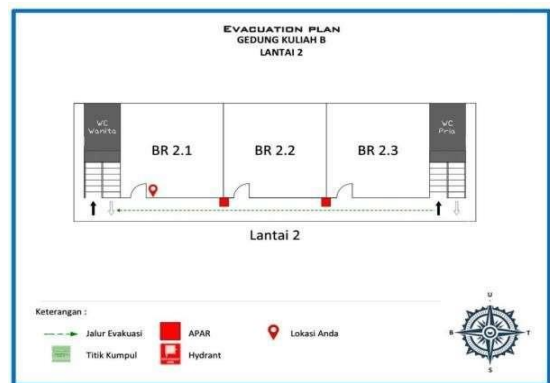 EVACUATION PLAN
GEDUNG KULIAH B
LANTAI 2
WC
Wanita
BR 2.1
BR 2.2
BR 2.3
WC
Pria
Lantai 2
Keterangan :
Jalur Evakuasi
APAR
Lokasi Anda
Titik Kumpul
Hydrant
U
B
T
S